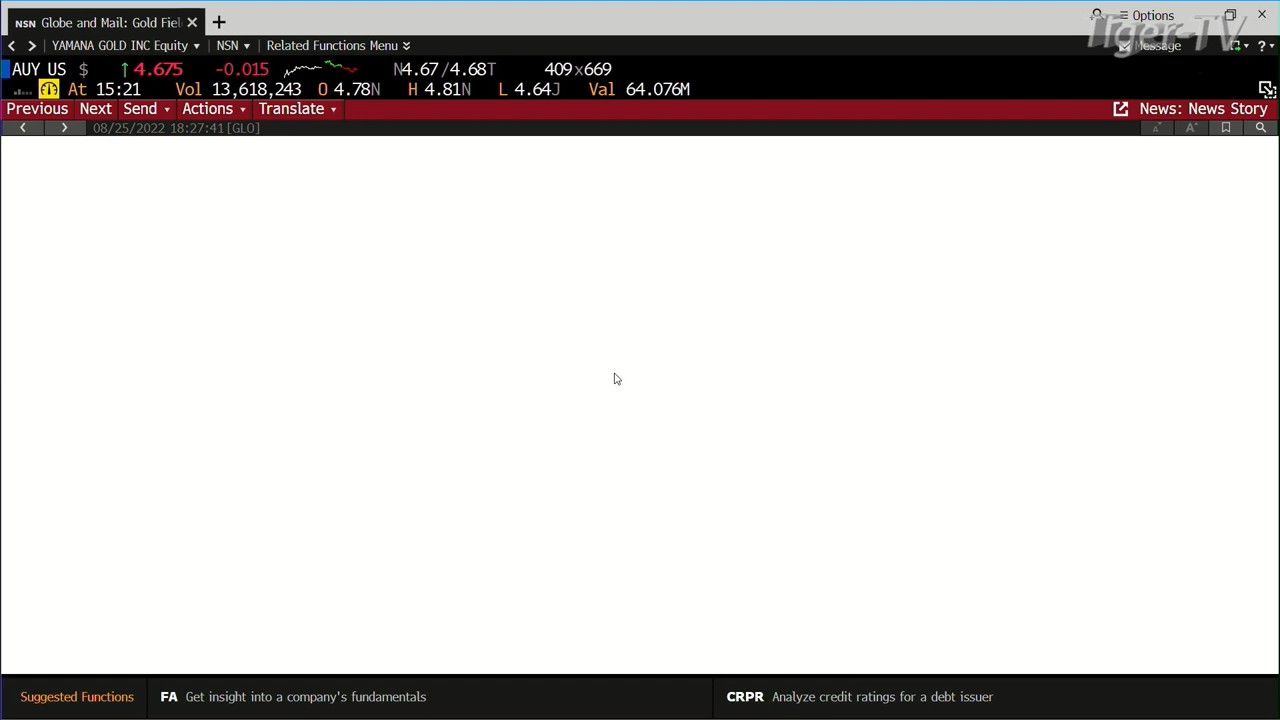 NSN Globe and Mail: Gold Fiel
Options
YAMANA GOLD INC Equity NSN Related Functions Menu
Message
Tiger-TV
AUY US $ ↑4.675 -0.015 N4.67/4.68T 409x669
At 15:21 Vol 13,618,243 O 4.78N H 4.81N L 4.64J Val 64.076M
Previous Next Send Actions Translate News: News Story
08/25/2022 18:27:41 [GLO]
Suggested Functions FA Get insight into a company's fundamentals CRPR Analyze credit ratings for a debt issuer